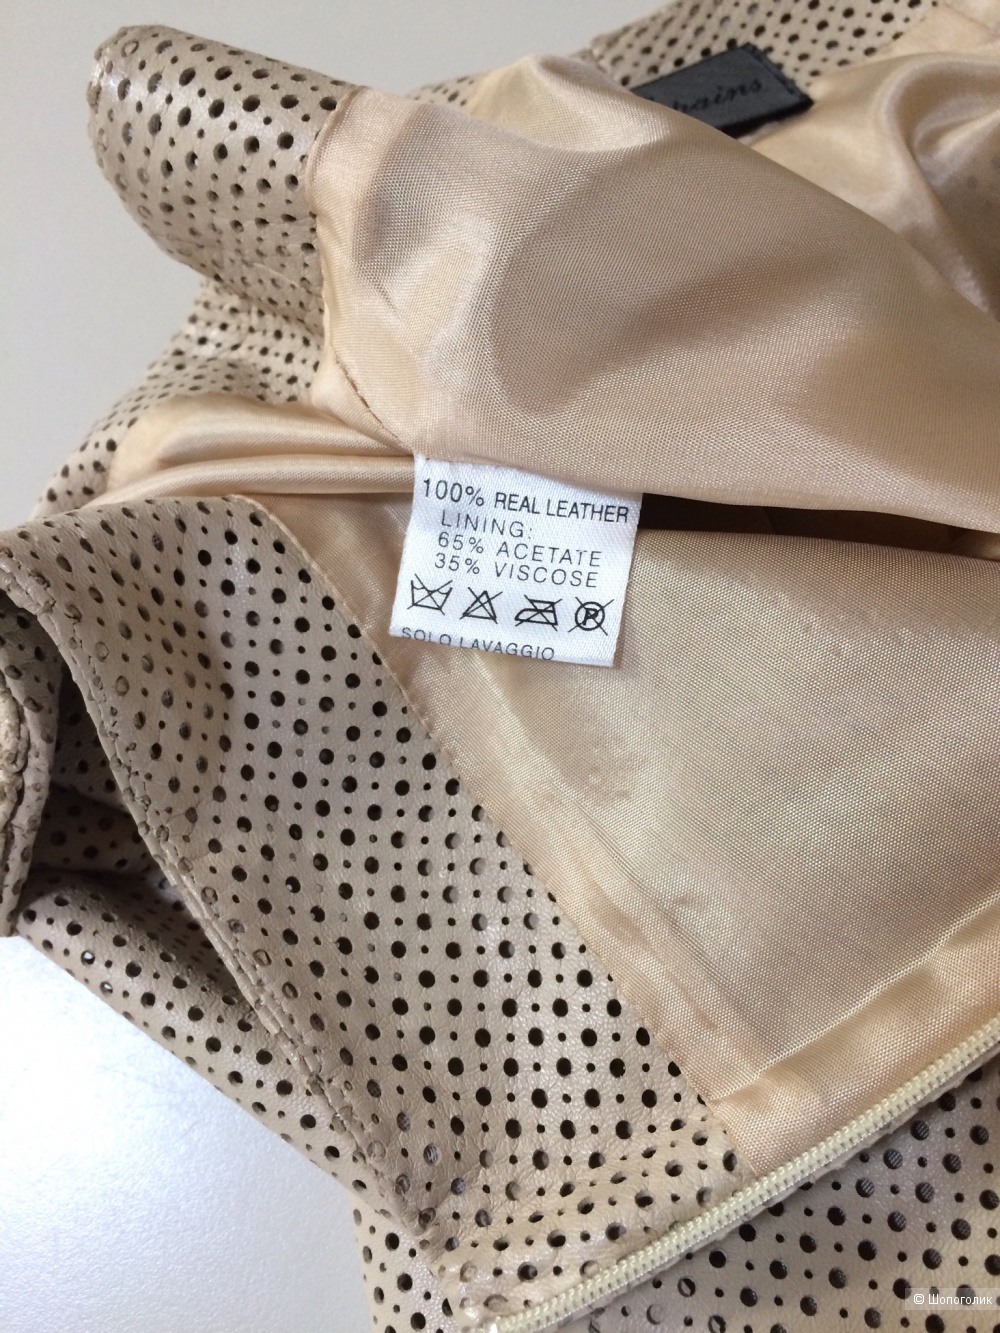 100% REAL LEATHER
LINING:
65% ACETATE
35% VISCOSE
P
SOLO LAVAGGIO
© Шопоголик